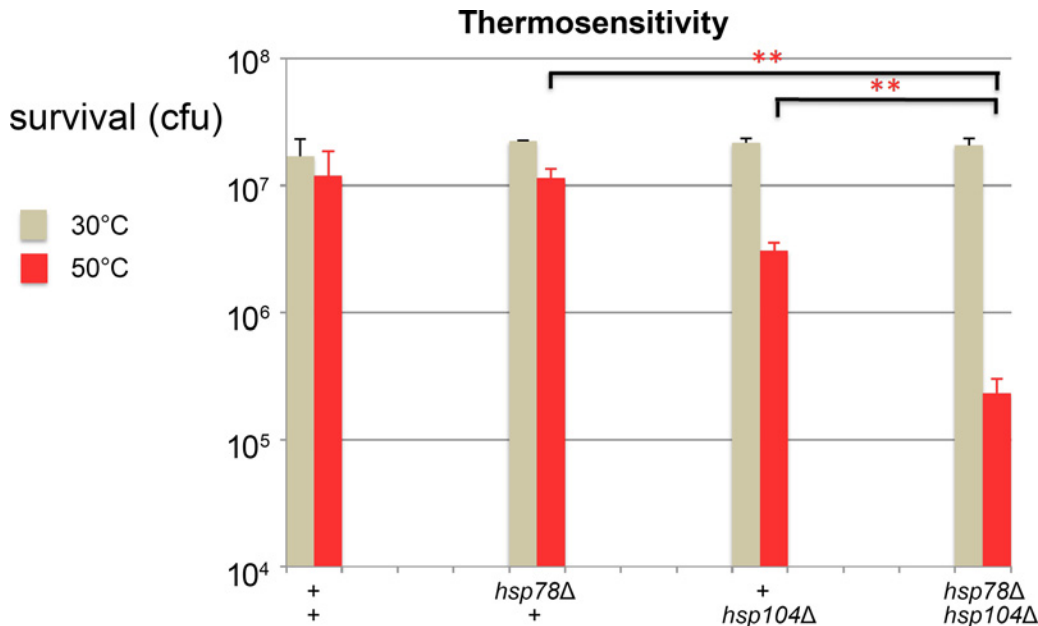 Thermosensitivity
survival (cfu)
30°C
50°C
10⁸
10⁷
10⁶
10⁵
10⁴
**
**
+ hsp78Δ + hsp78Δ
+ + hsp104Δ hsp104Δ